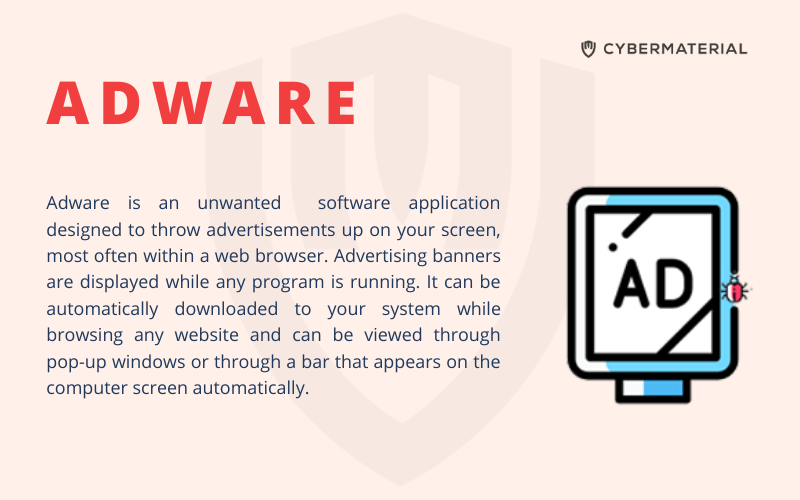 CYBERMATERIAL
ADWARE
Adware is an unwanted software application
designed to throw advertisements up on your screen,
most often within a web browser. Advertising banners
are displayed while any program is running. It can be
automatically downloaded to your system while
browsing any website and can be viewed through
pop-up windows or through a bar that appears on the
computer screen automatically.
AD